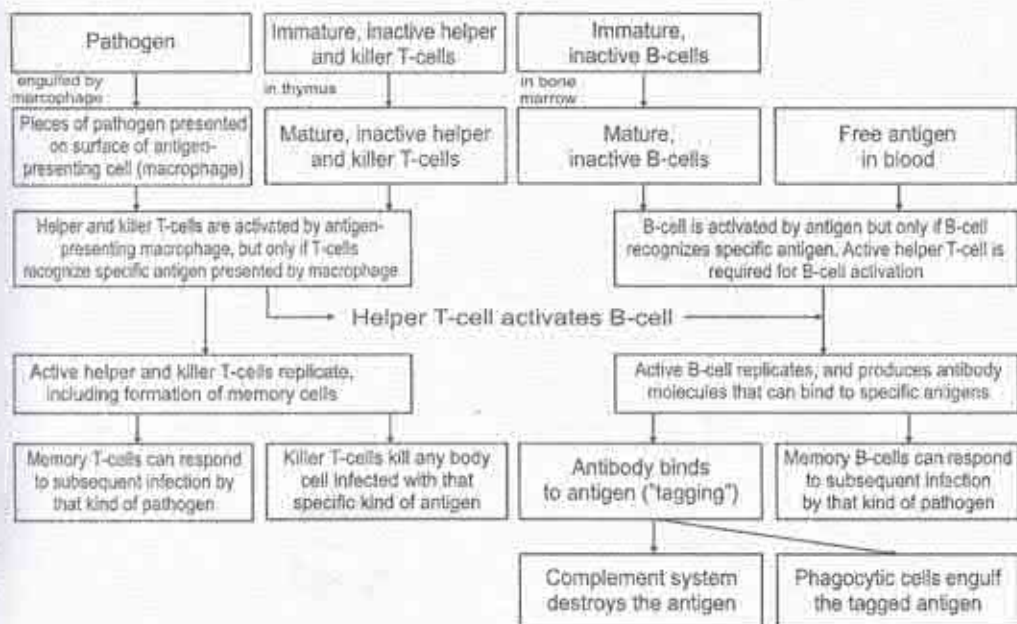 Pathogen
Immature, inactive helper
and killer T-cells
Immature,
inactive B-cells
engulfed by
marcophage
in thymus
in bone
marrow
Pieces of pathogen presented
on surface of antigen-
presenting cell (macrophage)
Mature, inactive helper
and killer T-cells
Mature,
inactive B-cells
Free antigen
in blood
Helper and killer T-cells are activated by antigen-
presenting macrophage, but only if T-cells
recognize specific antigen presented by macrophage
B-cell is activated by antigen but only if B-cell
recognizes specific antigen. Active helper T-cell is
required for B-cell activation
Helper T-cell activates B-cell
Active helper and killer T-cells replicate,
including formation of memory cells
Active B-cell replicates, and produces antibody
molecules that can bind to specific antigens
Memory T-cells can respond
to subsequent infection by
that kind of pathogen
Killer T-cells kill any body
cell infected with that
specific kind of antigen
Antibody binds
to antigen ("tagging")
Memory B-cells can respond
to subsequent infection
by that kind of pathogen
Complement system
destroys the antigen
Phagocytic cells engulf
the tagged antigen